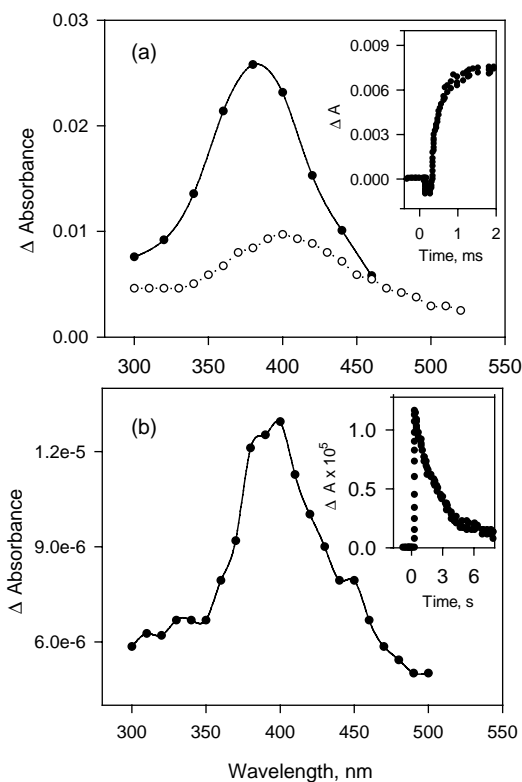 (a)
Δ Absorbance
0.03
0.02
0.01
0.00
300 350 400 450 500 550
Δ A
0.009
0.006
0.003
0.000
0 1 2
Time, ms
(b)
Δ Absorbance
1.2e-5
9.0e-6
6.0e-6
300 350 400 450 500 550
Wavelength, nm
Δ A x 10⁵
1.0
0.5
0.0
0 3 6
Time, s